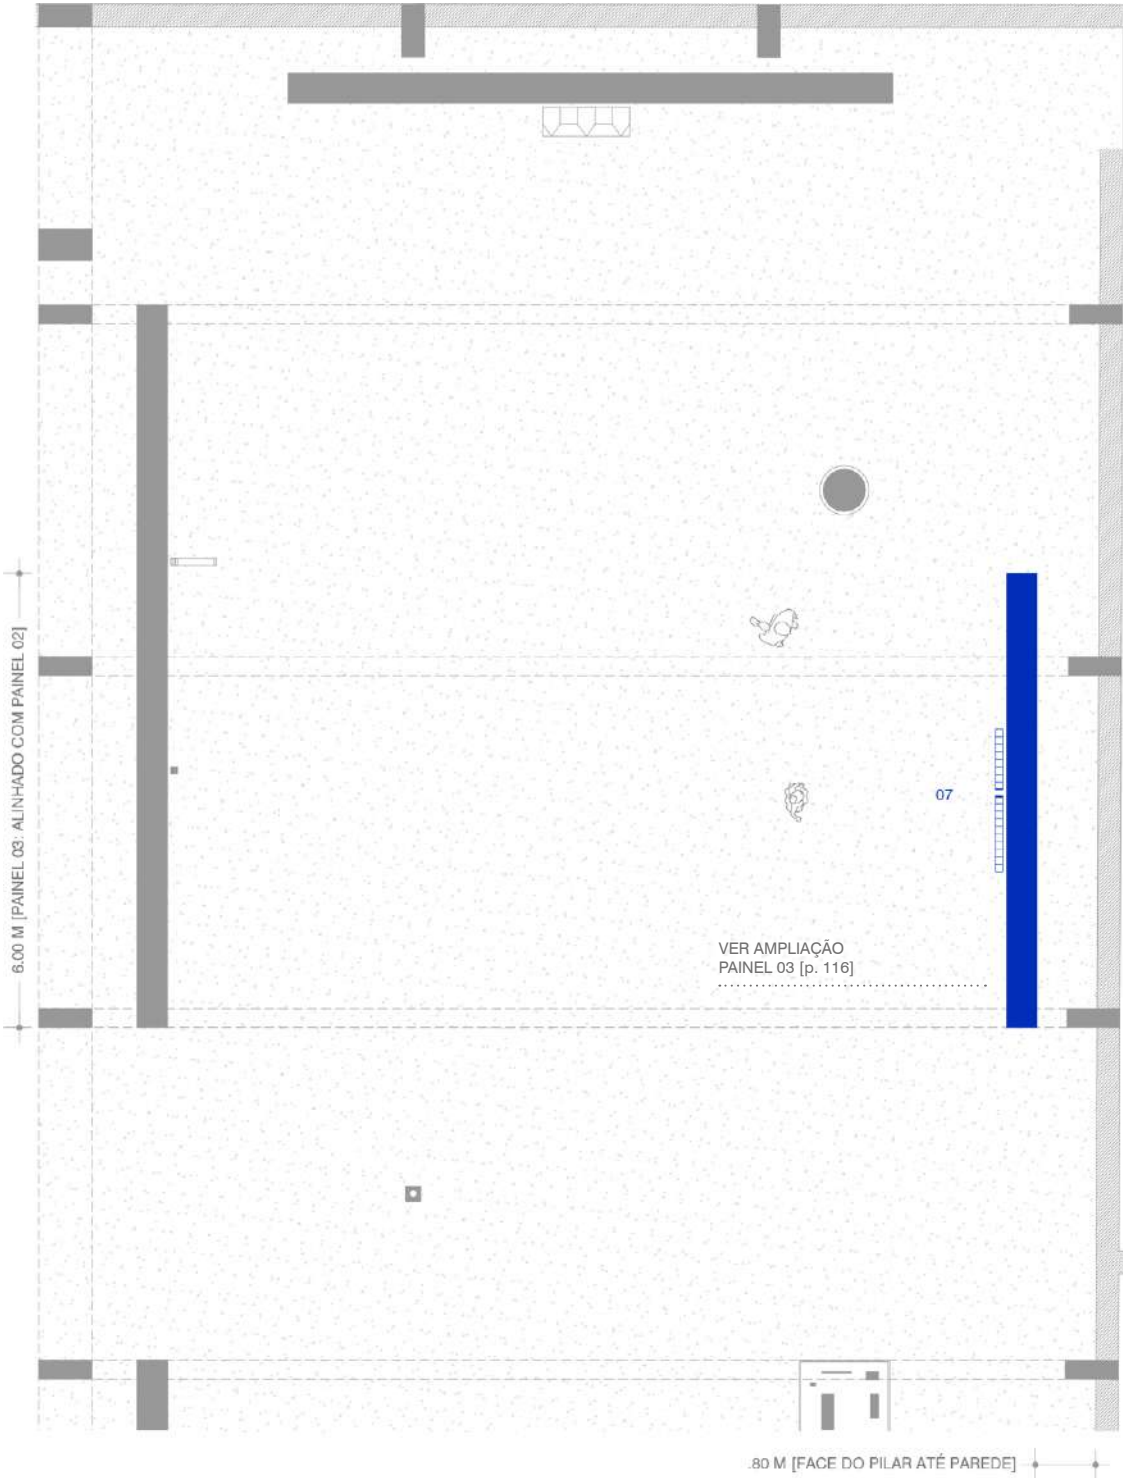 6.00 M [PAINEL 03: ALINHADO COM PAINEL 02]
07
VER AMPLIAÇÃO
PAINEL 03 [p. 116]
.80 M [FACE DO PILAR ATÉ PAREDE]